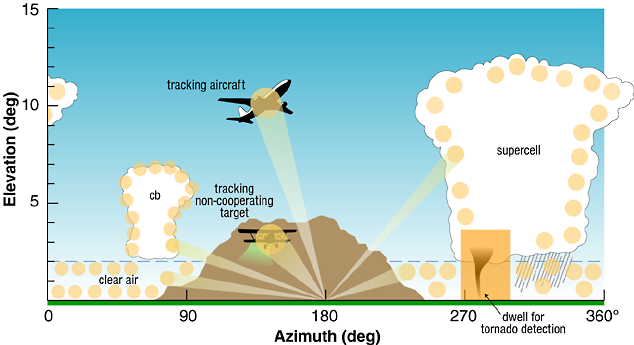 15
10
5
Elevation (deg)
tracking aircraft
supercell
cb
tracking
non-cooperating
target
clear air
0
90
180
270
360°
dwell for
tornado detection
Azimuth (deg)